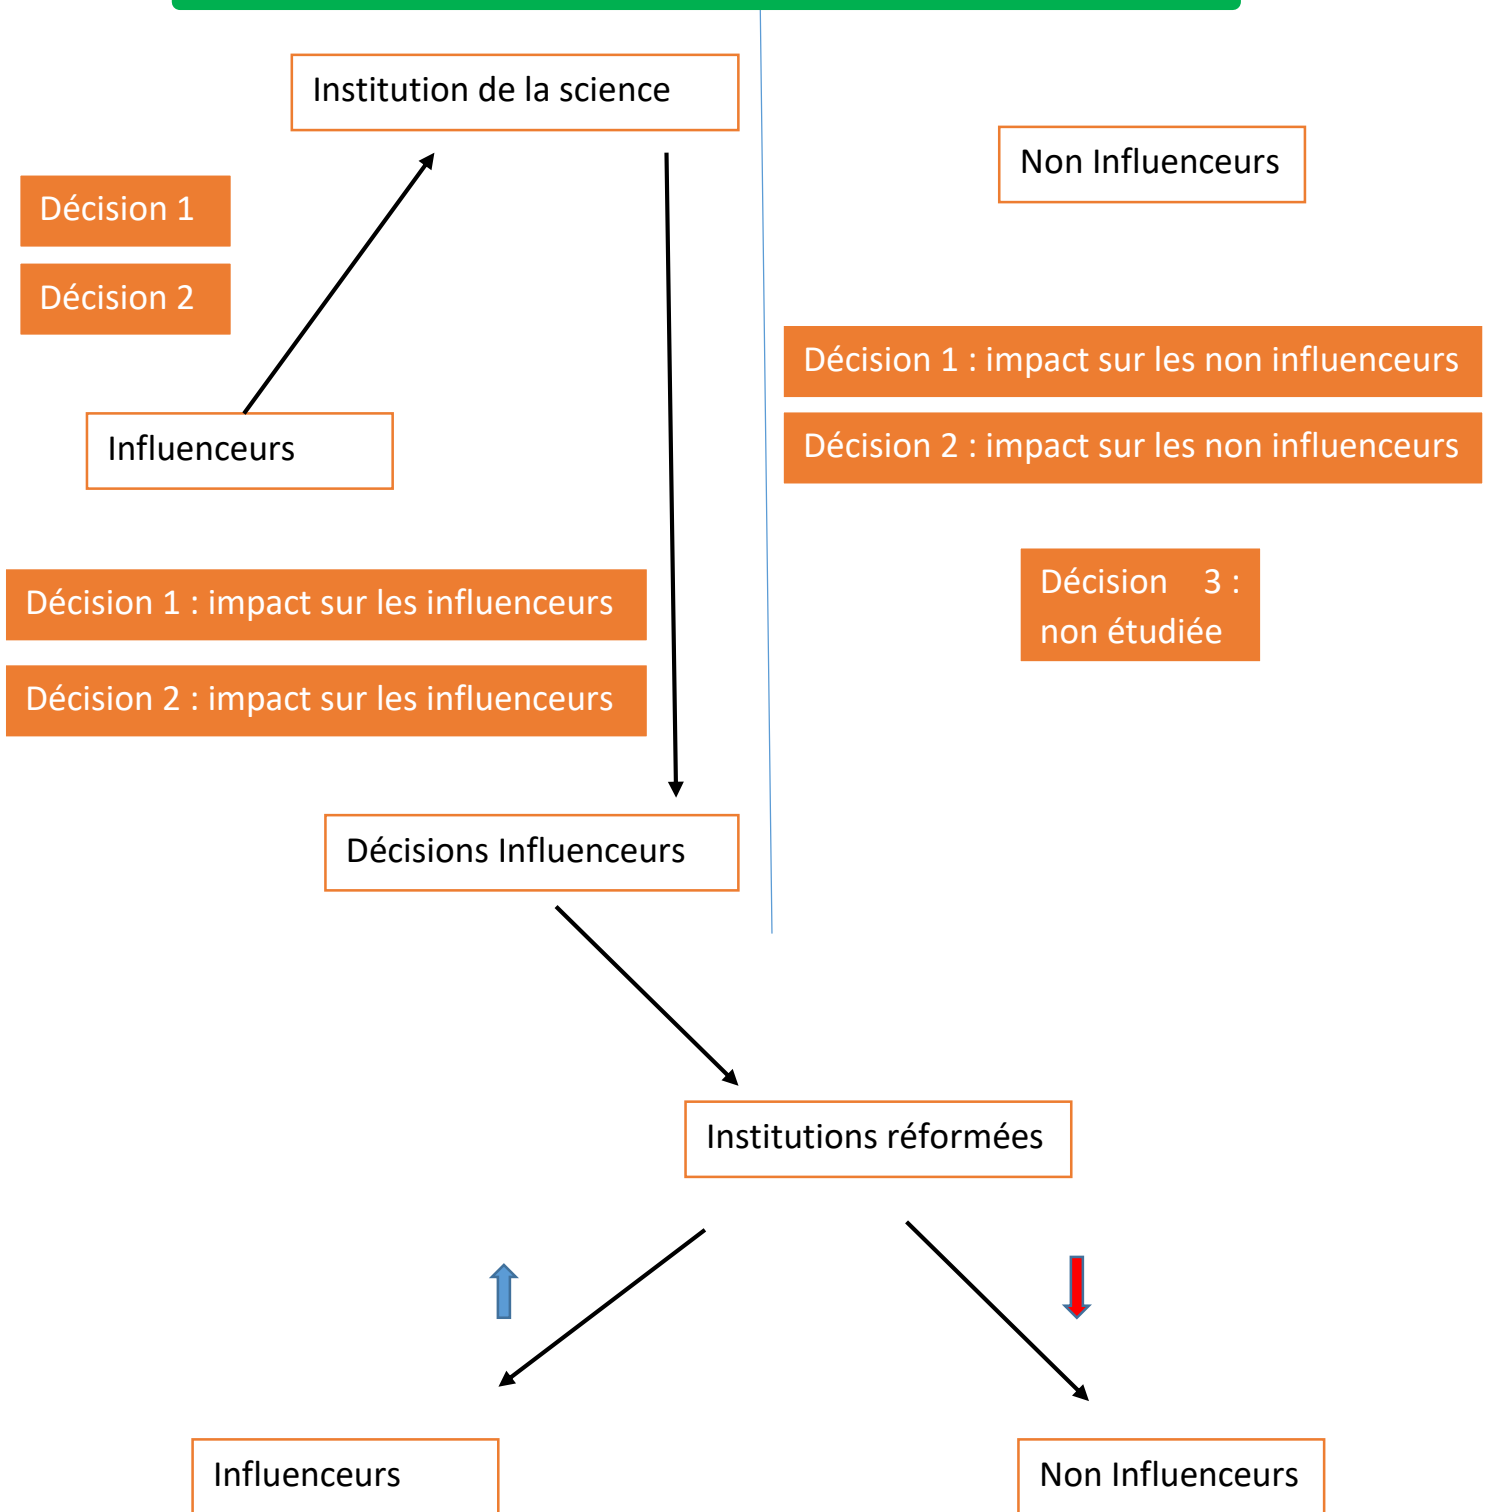 Institution de la science
Non Influenceurs
Décision 1
Décision 2
Décision 1 : impact sur les non influenceurs
Décision 2 : impact sur les non influenceurs
Influenceurs
Décision 3 :
non étudiée
Décision 1 : impact sur les influenceurs
Décision 2 : impact sur les influenceurs
Décisions Influenceurs
Institutions réformées
Influenceurs
Non Influenceurs